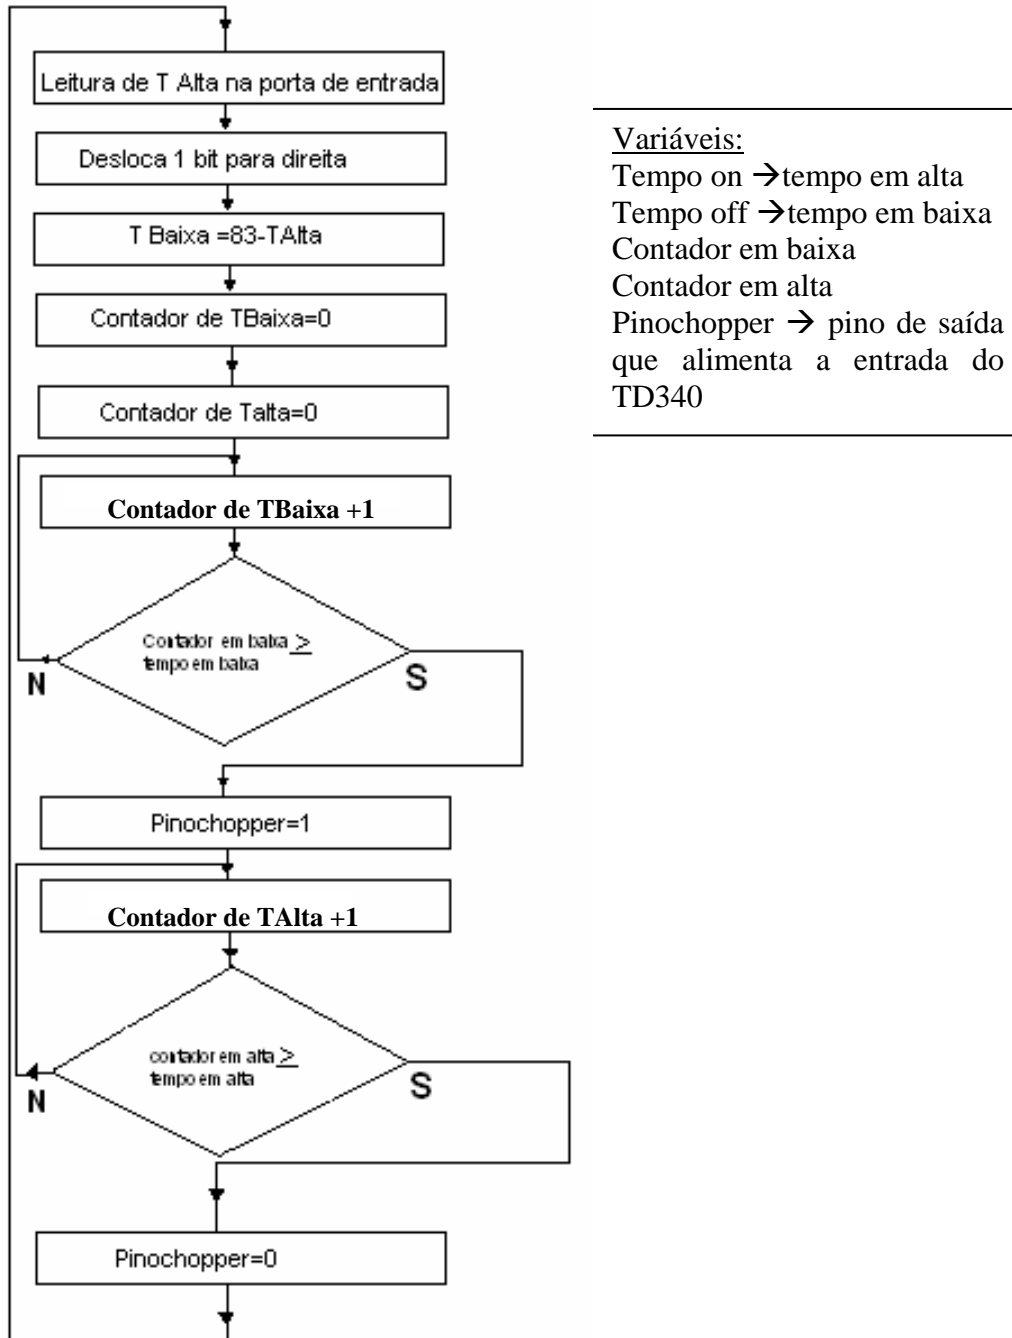 Leitura de T Alta na porta de entrada
Desloca 1 bit para direita
T Baixa =83-TAlta
Contador de TBaixa=0
Contador de Talta=0
Contador de TBaixa +1
Contador em baixa ≥
tempo em baixa
N
S
Pinochopper=1
Contador de TAlta +1
contador em alta ≥
tempo em alta
N
S
Pinochopper=0
Variáveis:
Tempo on →tempo em alta
Tempo off →tempo em baixa
Contador em baixa
Contador em alta
Pinochopper → pino de saída
que alimenta a entrada do
TD340